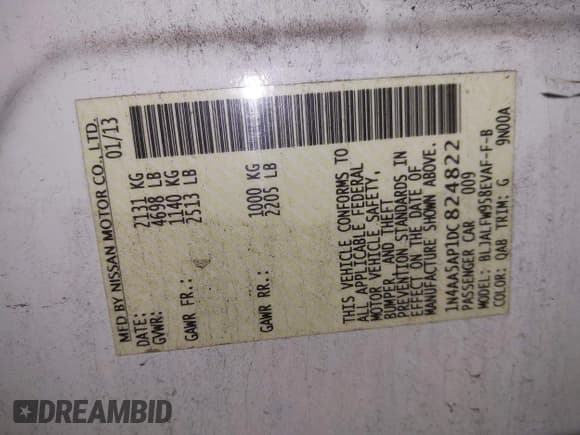 MFD BY NISSAN MOTOR CO., LTD.
DATE: 01/13
GVWR: 2131 KG
4698 LB
GAWR FR.: 1140 KG
2513 LB
GAWR RR.: 1000 KG
2205 LB
THIS VEHICLE CONFORMS TO
ALL APPLICABLE FEDERAL
MOTOR VEHICLE SAFETY,
BUMPER, AND THEFT
PREVENTION STANDARDS IN
EFFECT ON THE DATE OF
MANUFACTURE SHOWN ABOVE.
1N4AA5AP1DC824822
PASSENGER CAR 009
MODEL: BLJALFW958EVAF-F-B
COLOR: QAB TRIM: G 9N00A
DREAMBID